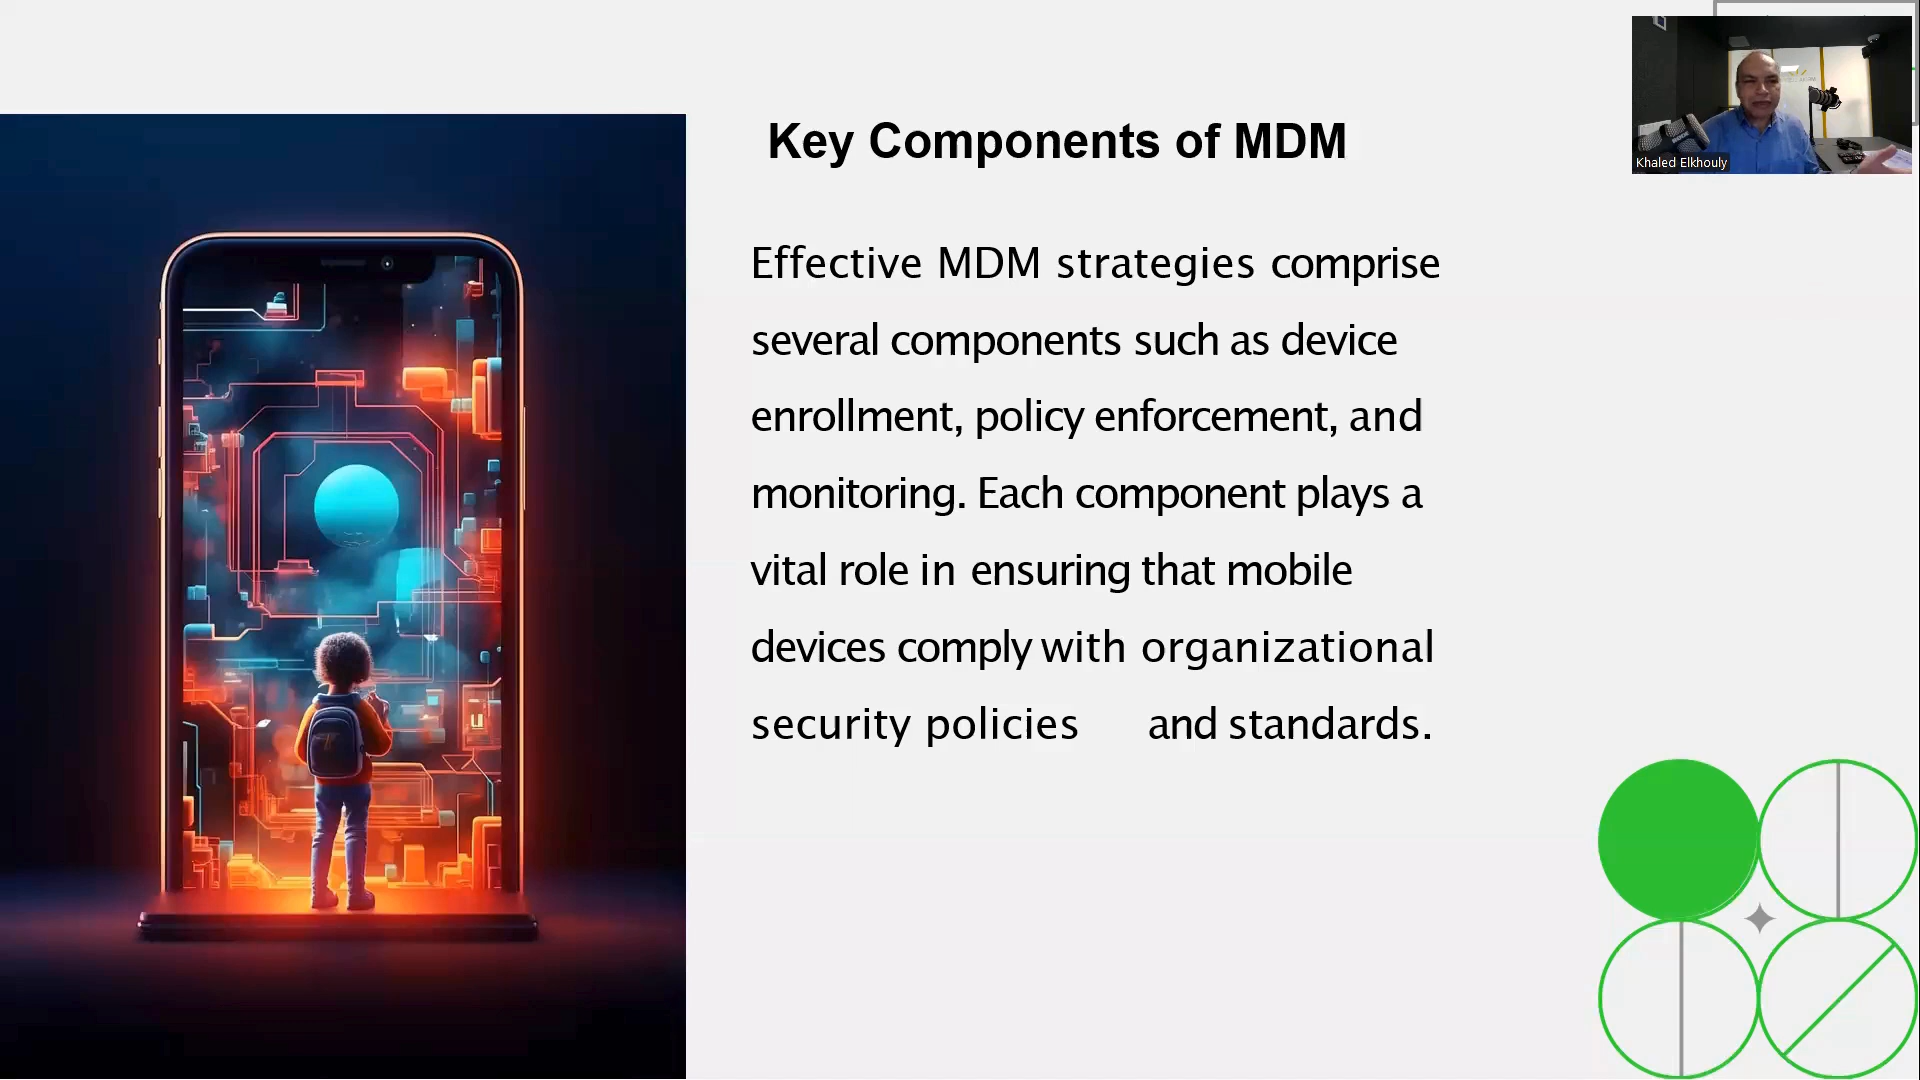 Key Components of MDM
Effective MDM strategies comprise
several components such as device
enrollment, policy enforcement, and
monitoring. Each component plays a
vital role in ensuring that mobile
devices comply with organizational
security policies and standards.
Khaled Elkhouly